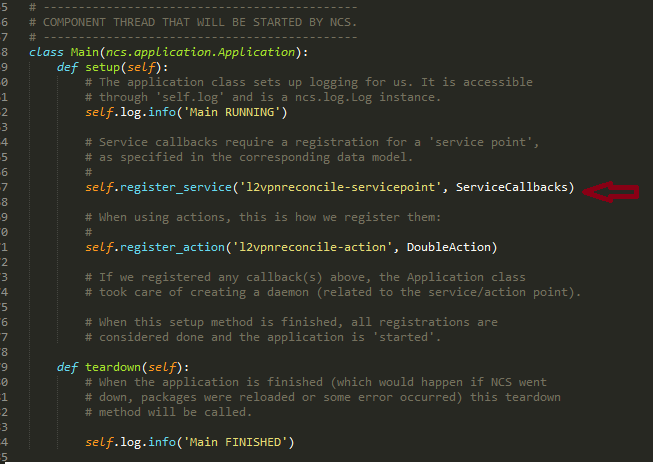 5 # ---------------------------------------------
6 # COMPONENT THREAD THAT WILL BE STARTED BY NCS.
7 # ---------------------------------------------
8 class Main(ncs.application.Application):
9 def setup(self):
0 # The application class sets up logging for us. It is accessible
1 # through 'self.log' and is a ncs.log.Log instance.
2 self.log.info('Main RUNNING')
3
4 # Service callbacks require a registration for a 'service point',
5 # as specified in the corresponding data model.
6 #
7 self.register_service('l2vpnreconcile-servicepoint', ServiceCallbacks)
8
9 # When using actions, this is how we register them:
0 #
1 self.register_action('l2vpnreconcile-action', DoubleAction)
2
3 # If we registered any callback(s) above, the Application class
4 # took care of creating a daemon (related to the service/action point).
5
6 # When this setup method is finished, all registrations are
7 # considered done and the application is 'started'.
8
9 def teardown(self):
0 # When the application is finished (which would happen if NCS went
1 # down, packages were reloaded or some error occurred) this teardown
2 # method will be called.
3
4 self.log.info('Main FINISHED')
5